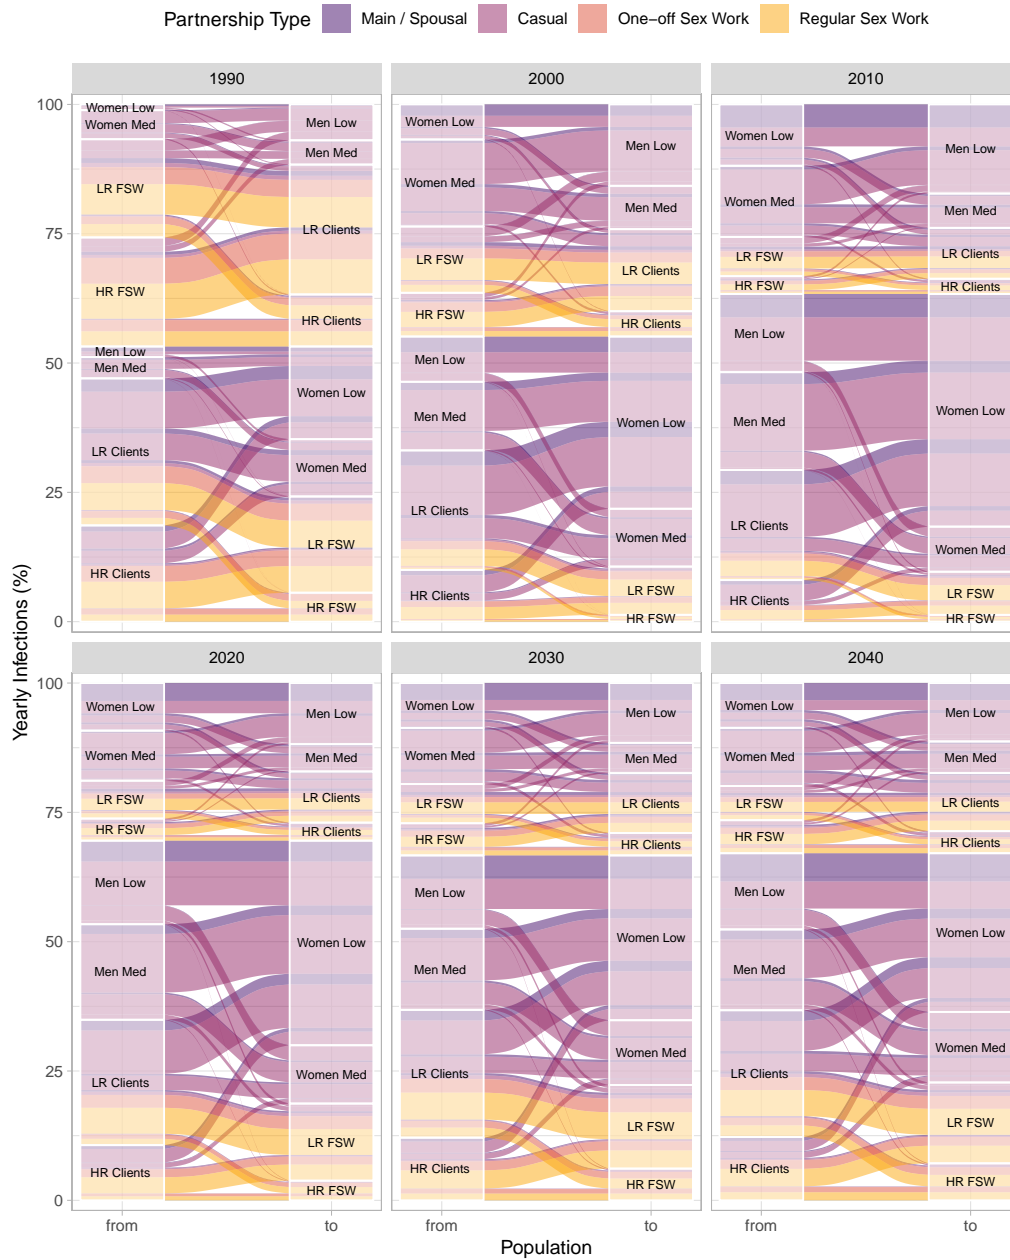 Partnership Type Main / Spousal Casual One−off Sex Work Regular Sex Work
1990 2000 2010
100
75
50
25
0
Women Low
Women Med
LR FSW
HR FSW
Men Low
Men Med
LR Clients
HR Clients
Men Low
Men Med
LR Clients
HR Clients
Women Low
Women Med
LR FSW
HR FSW
Women Low
Women Med
LR FSW
HR FSW
Men Low
Men Med
LR Clients
HR Clients
Men Low
Men Med
LR Clients
HR Clients
Women Low
Women Med
LR FSW
HR FSW
Women Low
Women Med
LR FSW
HR FSW
Men Low
Men Med
LR Clients
HR Clients
Men Low
Men Med
LR Clients
HR Clients
Women Low
Women Med
LR FSW
HR FSW
Yearly Infections (%)
2020 2030 2040
100
75
50
25
0
Women Low
Women Med
LR FSW
HR FSW
Men Low
Men Med
LR Clients
HR Clients
Men Low
Men Med
LR Clients
HR Clients
Women Low
Women Med
LR FSW
HR FSW
Women Low
Women Med
LR FSW
HR FSW
Men Low
Men Med
LR Clients
HR Clients
Men Low
Men Med
LR Clients
HR Clients
Women Low
Women Med
LR FSW
HR FSW
Women Low
Women Med
LR FSW
HR FSW
Men Low
Men Med
LR Clients
HR Clients
Men Low
Men Med
LR Clients
HR Clients
Women Low
Women Med
LR FSW
HR FSW
from to from to from to
Population